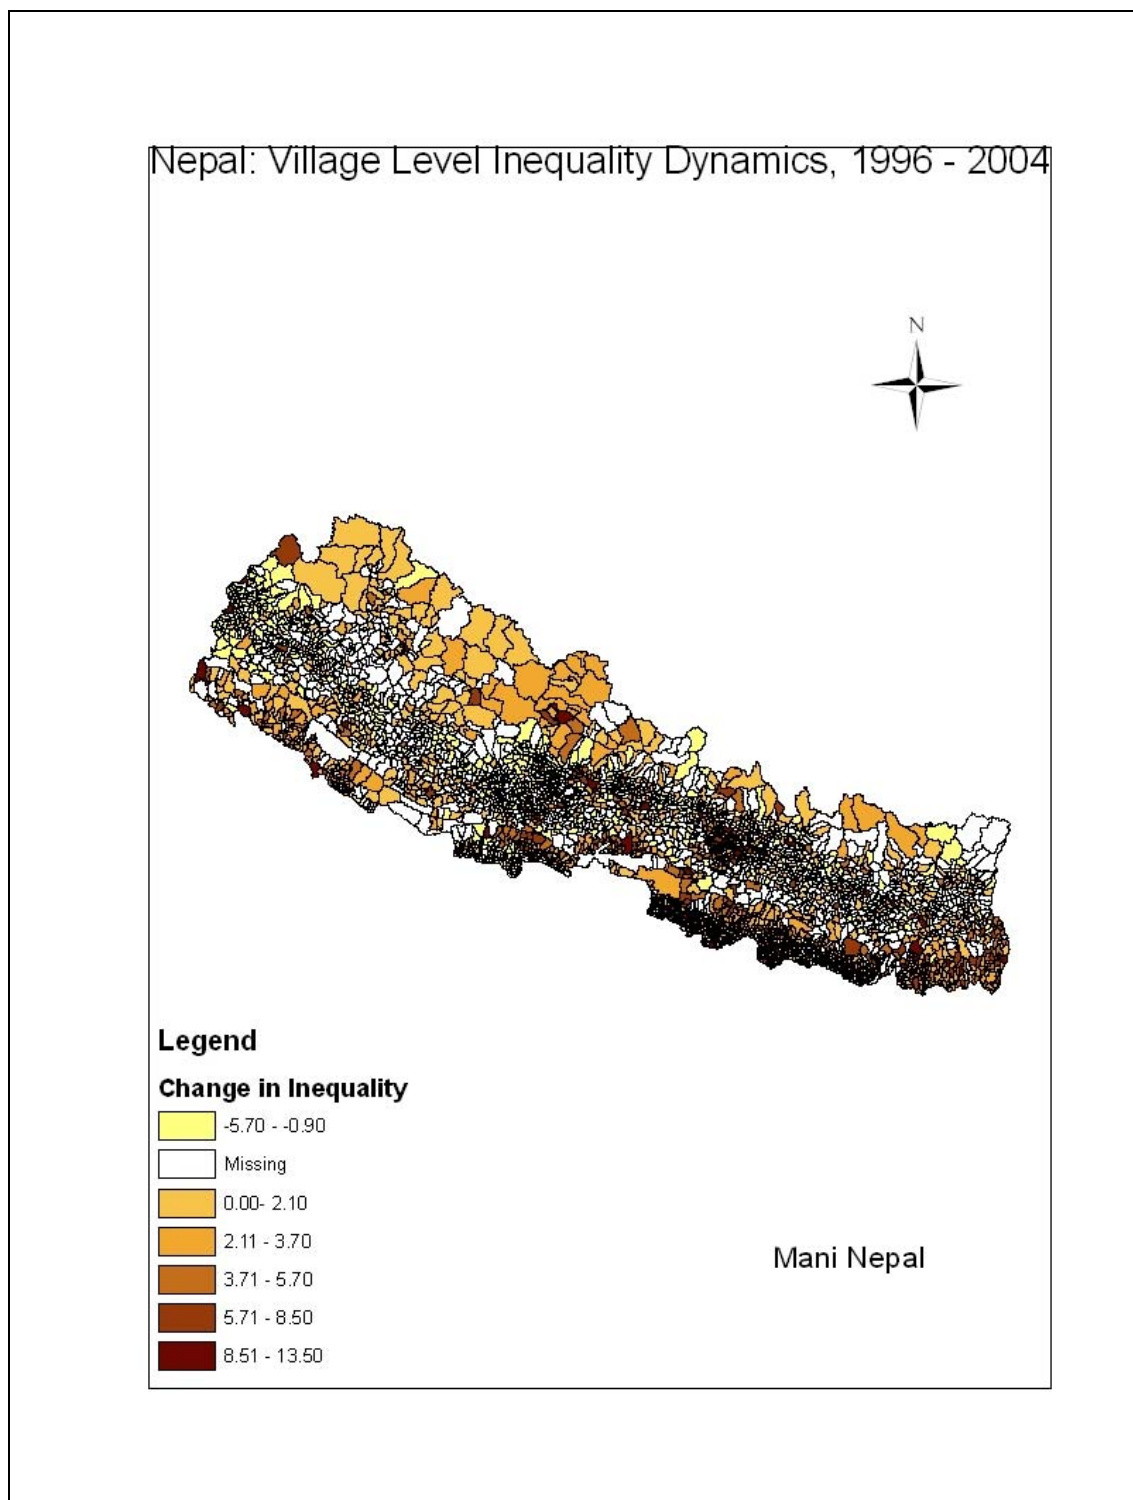 Nepal: Village Level Inequality Dynamics, 1996 - 2004
N
Legend
Change in Inequality
-5.70 - -0.90
Missing
0.00- 2.10
2.11 - 3.70
3.71 - 5.70
5.71 - 8.50
8.51 - 13.50
Mani Nepal